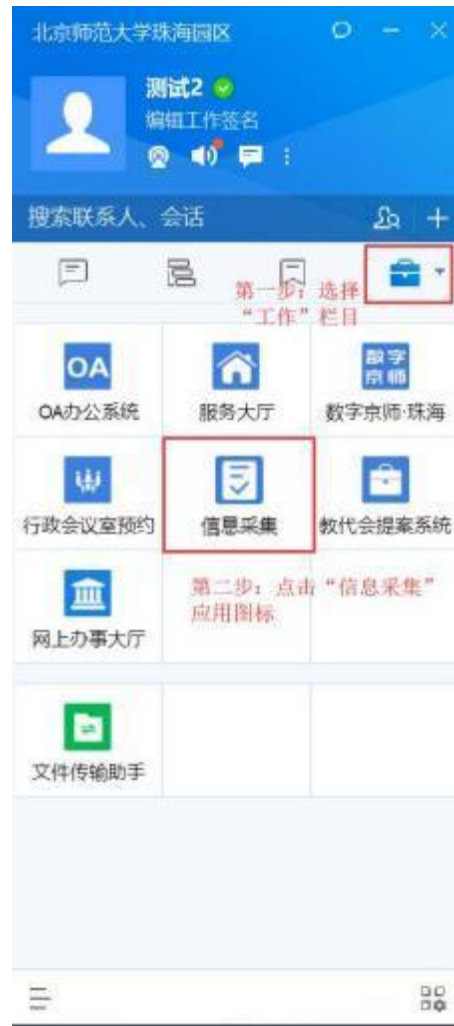 北京师范大学珠海园区
测试2
编辑工作签名
搜索联系人、会话
第一步：选择
“工作”栏目
OA
数字
京师
OA办公系统
服务大厅
数字京师·珠海
行政会议室预约
信息采集
教代会提案系统
第二步：点击“信息采集”
应用图标
网上办事大厅
文件传输助手